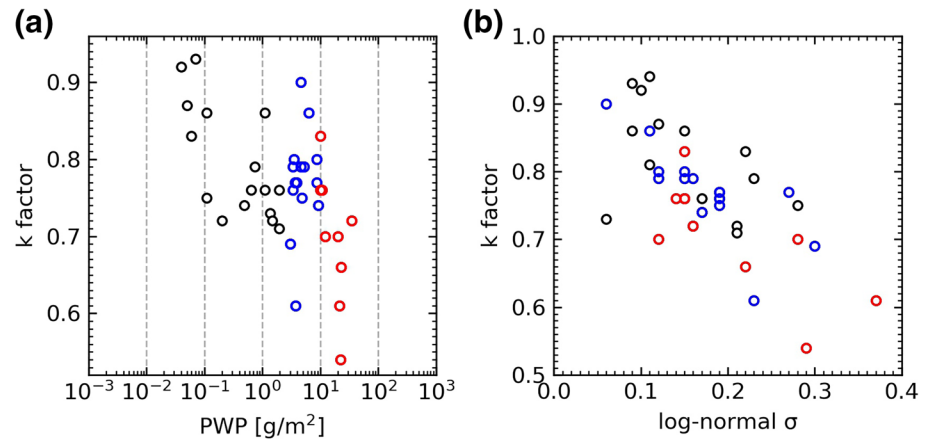 (a)
k factor
0.9
0.8
0.7
0.6
10⁻³ 10⁻² 10⁻¹ 10⁰ 10¹ 10² 10³
PWP [g/m²]
(b)
k factor
1.0
0.9
0.8
0.7
0.6
0.5
0.0 0.1 0.2 0.3 0.4
log-normal σ